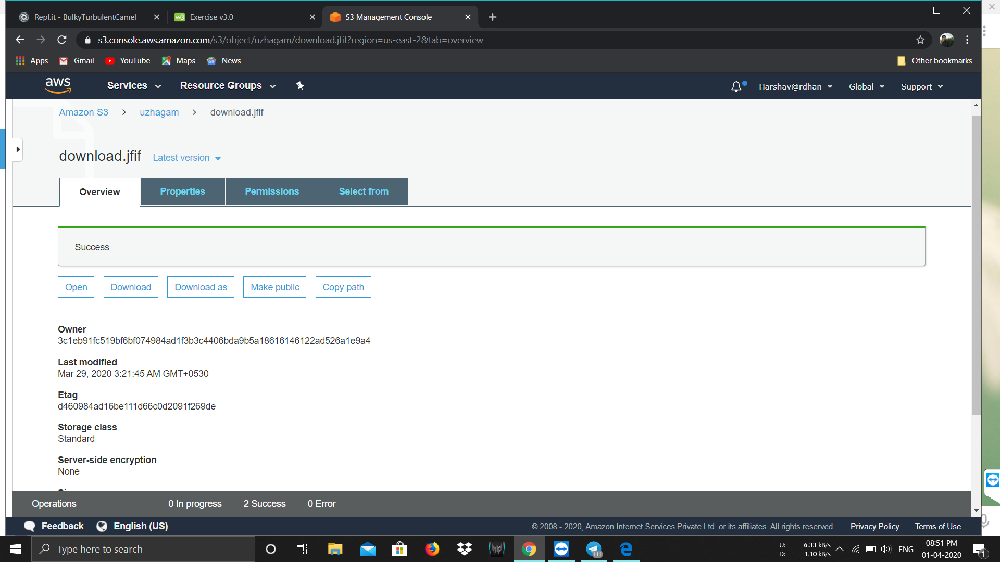 Repl.it - BulkyTurbulentCamel
Exercise v3.0
S3 Management Console
s3.console.aws.amazon.com/s3/object/uzhagam/download.jfif?region=us-east-2&tab=overview
Apps Gmail YouTube Maps News Other bookmarks
aws Services Resource Groups Harshav@rdhan Global Support
Amazon S3 > uzhagam > download.jfif
download.jfif Latest version
Overview Properties Permissions Select from
Success
Open Download Download as Make public Copy path
Owner
3c1eb91fc519bf6bf074984ad1f3b3c4406bda9b5a18616146122ad526a1e9a4
Last modified
Mar 29, 2020 3:21:45 AM GMT+0530
Etag
d460984ad16be111d66c0d2091f269de
Storage class
Standard
Server-side encryption
None
Operations 0 In progress 2 Success 0 Error
Feedback English (US) © 2008 - 2020, Amazon Internet Services Private Ltd. or its affiliates. All rights reserved. Privacy Policy Terms of Use
Type here to search
111
U: 6.33 kB/s
D: 1.10 kB/s
ENG
08:51 PM
01-04-2020
1